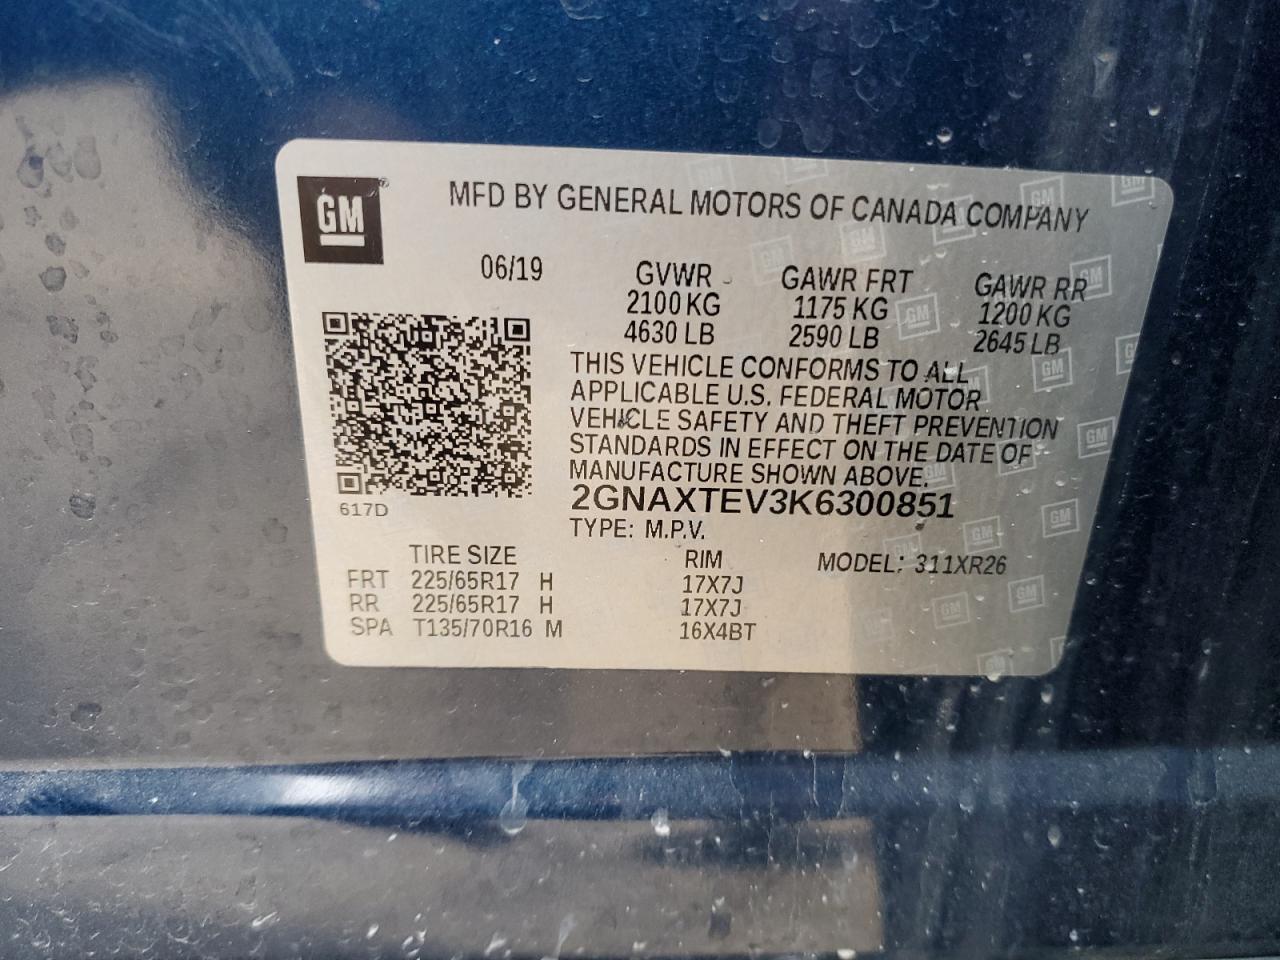 GM
MFD BY GENERAL MOTORS OF CANADA COMPANY
06/19 GVWR GAWR FRT GAWR RR
2100 KG 1175 KG 1200 KG
4630 LB 2590 LB 2645 LB
THIS VEHICLE CONFORMS TO ALL
APPLICABLE U.S. FEDERAL MOTOR
VEHICLE SAFETY AND THEFT PREVENTION
STANDARDS IN EFFECT ON THE DATE OF
MANUFACTURE SHOWN ABOVE.
2GNAXTEV3K6300851
617D
TYPE: M.P.V.
TIRE SIZE RIM MODEL: 311XR26
FRT 225/65R17 H 17X7J
RR 225/65R17 H 17X7J
SPA T135/70R16 M 16X4BT